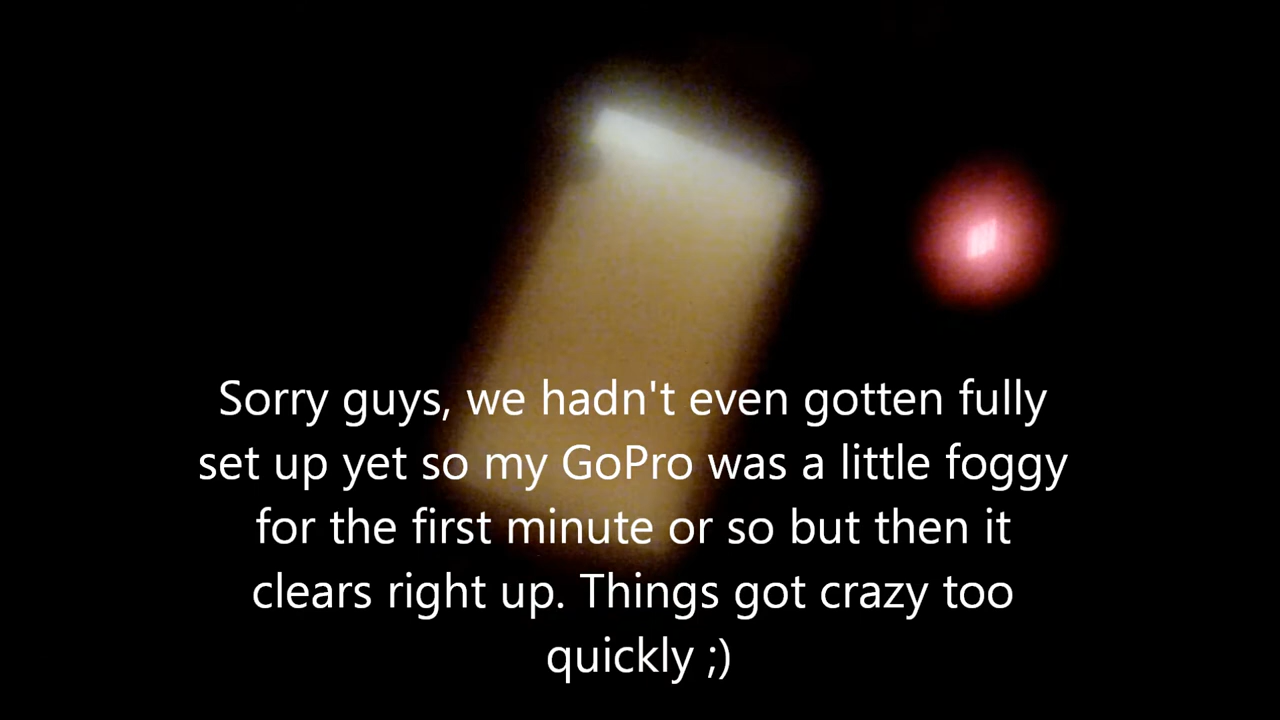 Sorry guys, we hadn't even gotten fully
set up yet so my GoPro was a little foggy
for the first minute or so but then it
clears right up. Things got crazy too
quickly ;)